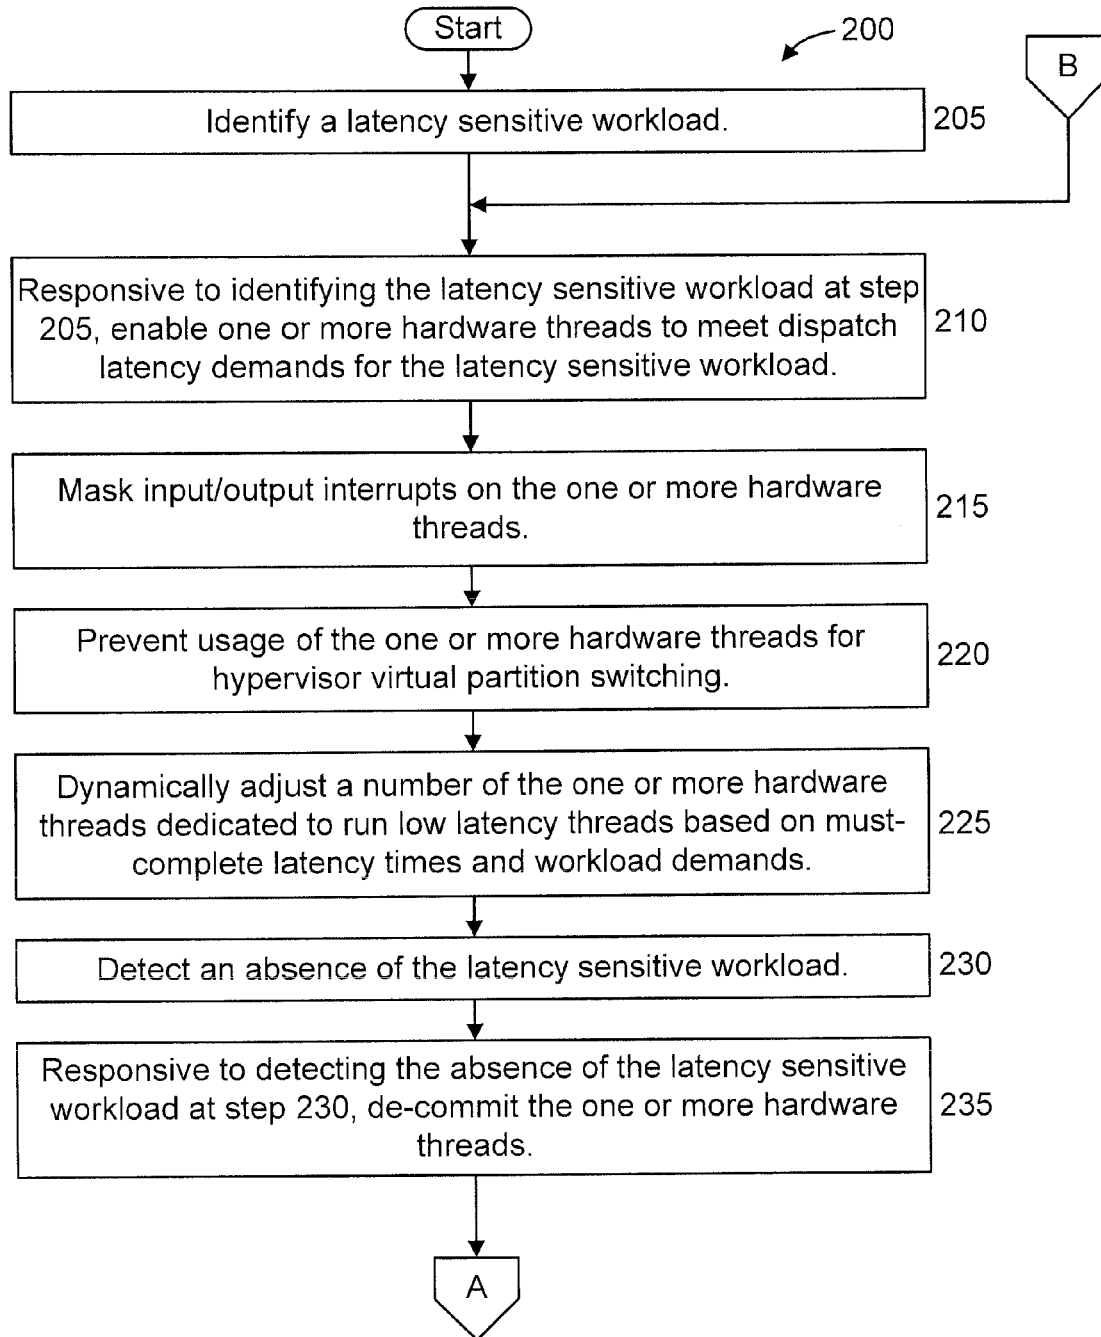 Start
200
B
Identify a latency sensitive workload.
205
Responsive to identifying the latency sensitive workload at step
205, enable one or more hardware threads to meet dispatch
latency demands for the latency sensitive workload.
210
Mask input/output interrupts on the one or more hardware
threads.
215
Prevent usage of the one or more hardware threads for
hypervisor virtual partition switching.
220
Dynamically adjust a number of the one or more hardware
threads dedicated to run low latency threads based on must-
complete latency times and workload demands.
225
Detect an absence of the latency sensitive workload.
230
Responsive to detecting the absence of the latency sensitive
workload at step 230, de-commit the one or more hardware
threads.
235
A